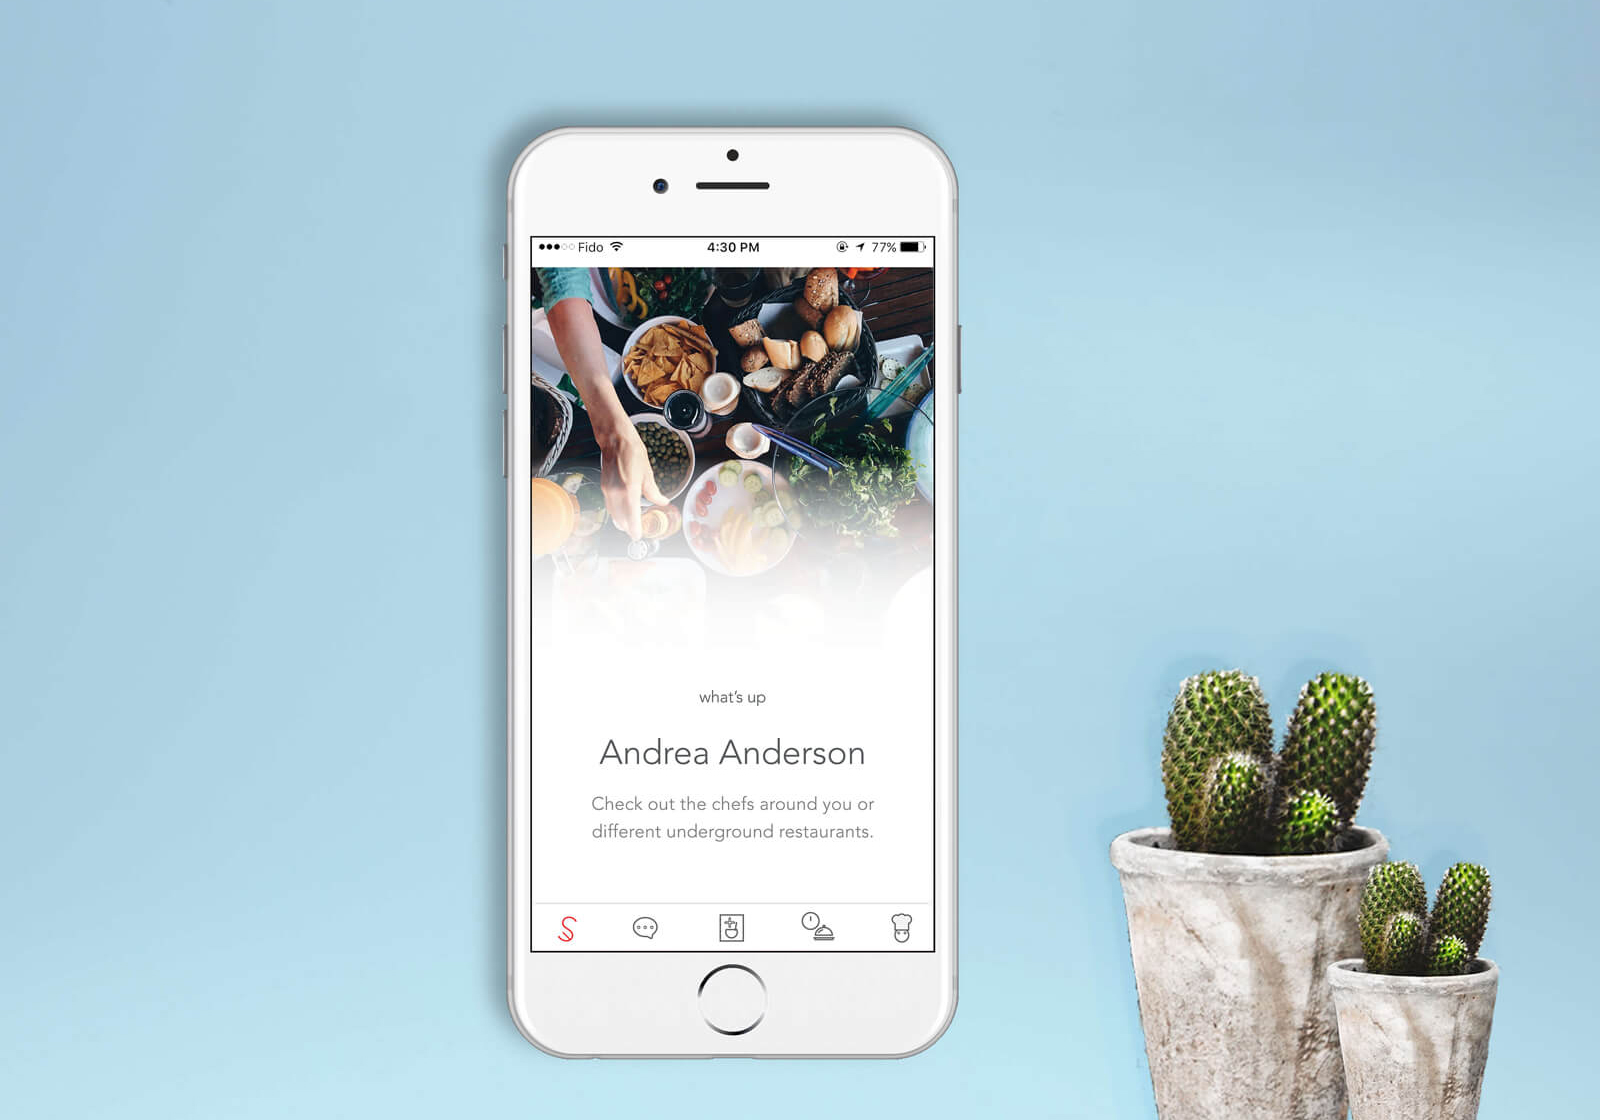 Fido 4:30 PM 77%
what's up
Andrea Anderson
Check out the chefs around you or
different underground restaurants.